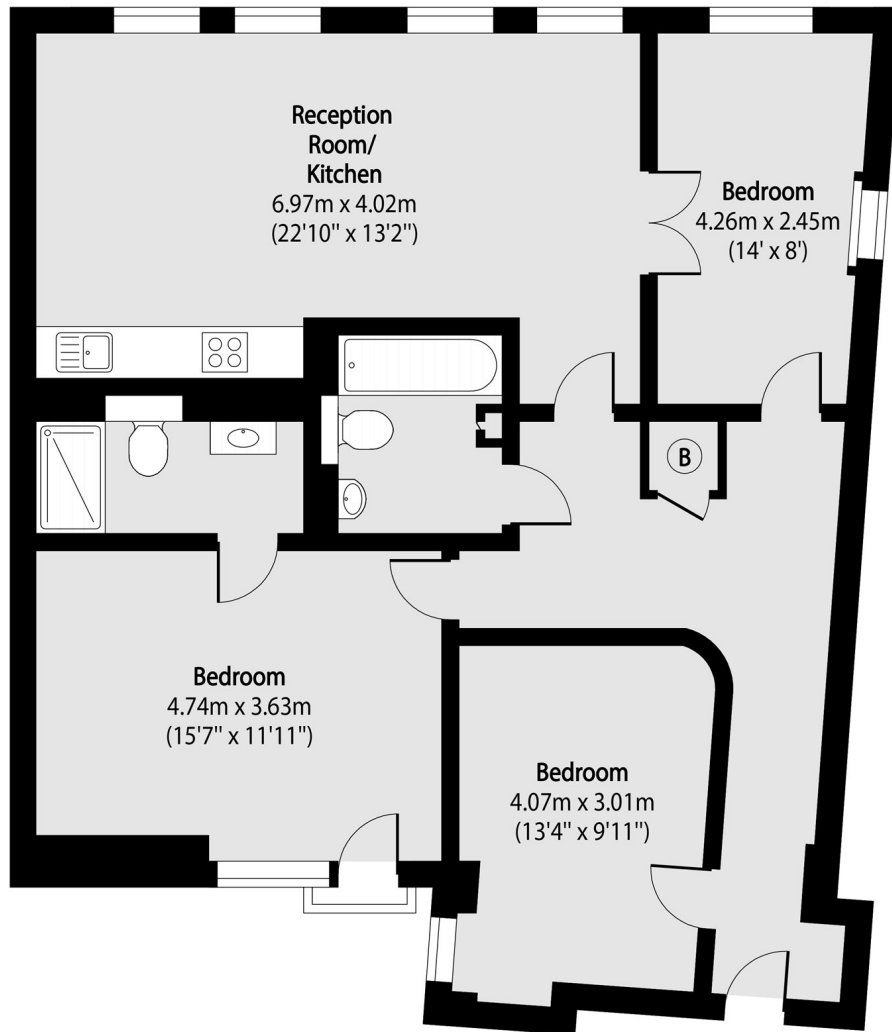 Reception
Room/
Kitchen
6.97m x 4.02m
(22'10" x 13'2")
Bedroom
4.26m x 2.45m
(14' x 8')
B
Bedroom
4.74m x 3.63m
(15'7" x 11'11")
Bedroom
4.07m x 3.01m
(13'4" x 9'11")